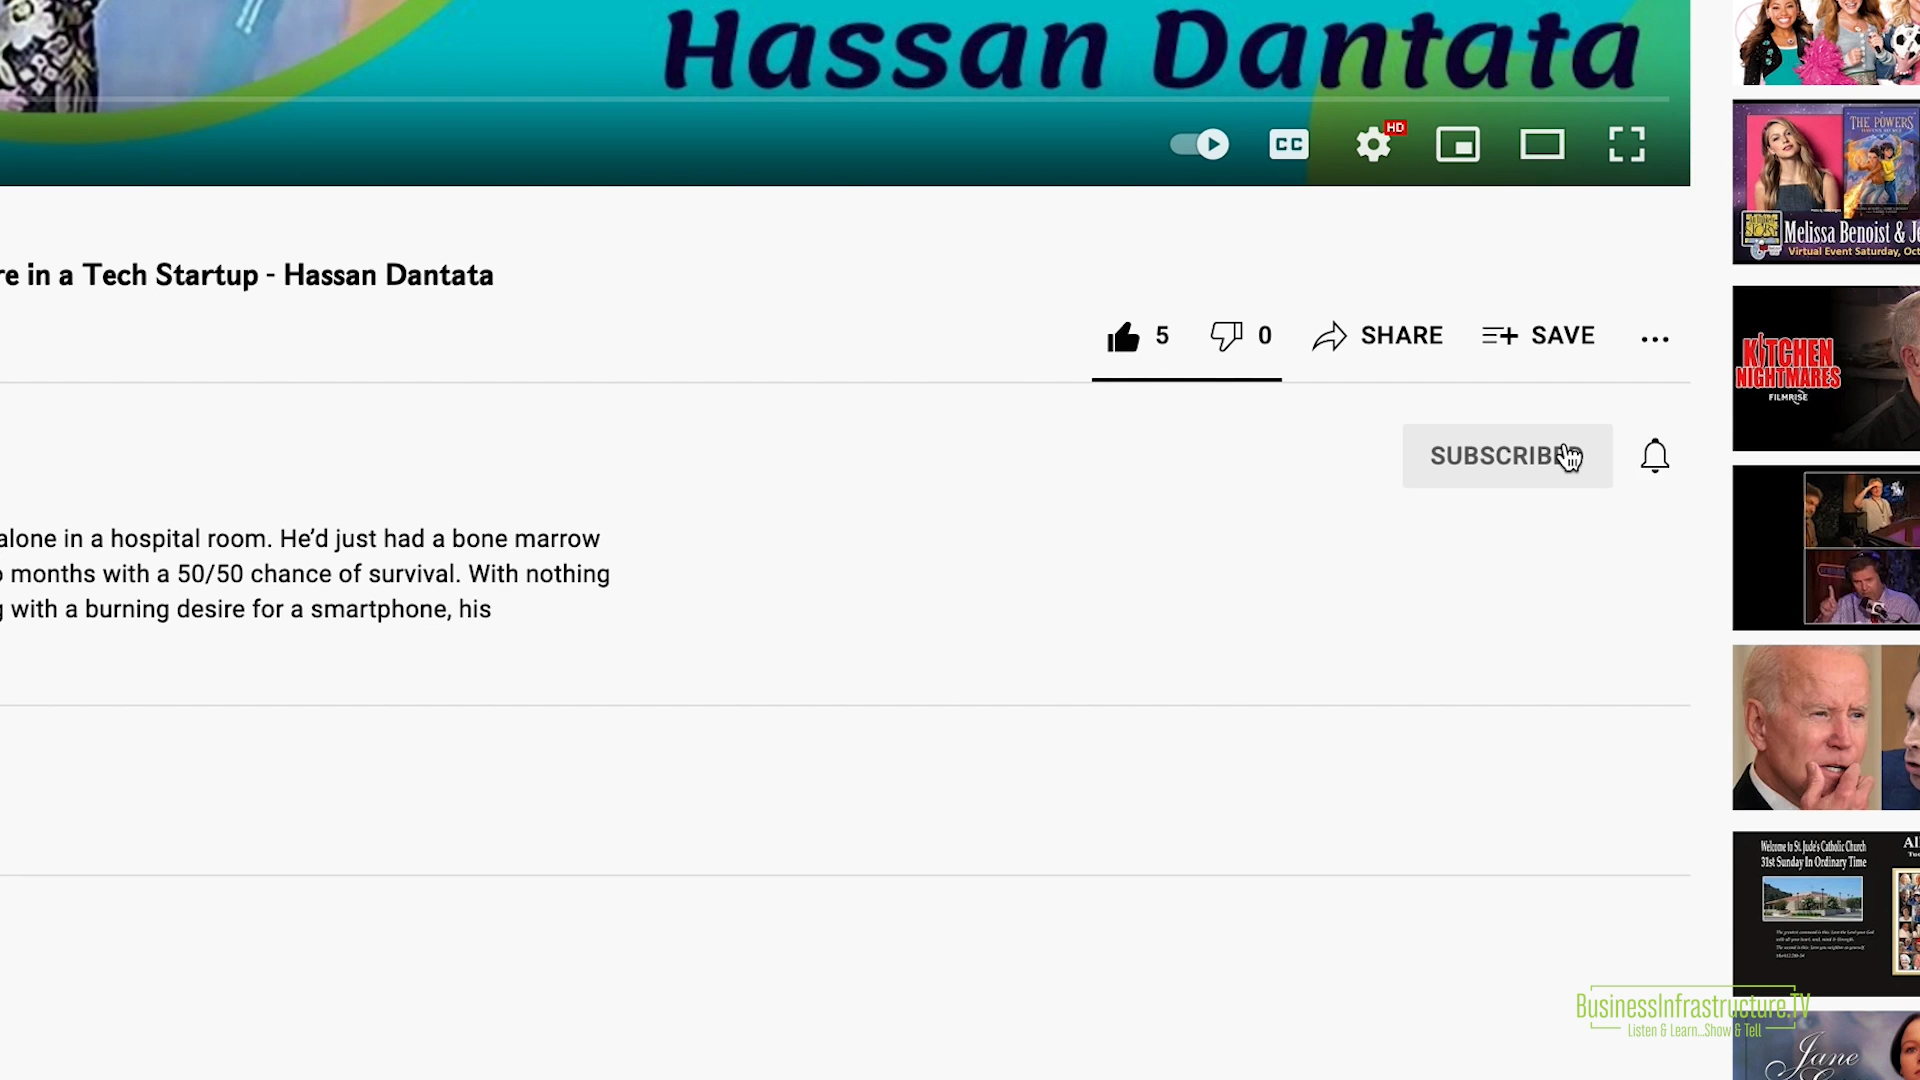 Hassan Dantata
CC
HD
re in a Tech Startup - Hassan Dantata
5
0
SHARE
SAVE
SUBSCRIBED
alone in a hospital room. He’d just had a bone marrow
months with a 50/50 chance of survival. With nothing
with a burning desire for a smartphone, his
THE POWERS
Melissa Benoist & Je
Virtual Event Saturday, Oct
KITCHEN
NIGHTMARES
FILMRISE
Welcome to St. Jude's Catholic Church
31st Sunday In Ordinary Time
All
BusinessInfrastructure.TV
Listen & Learn...Show & Tell
Jane